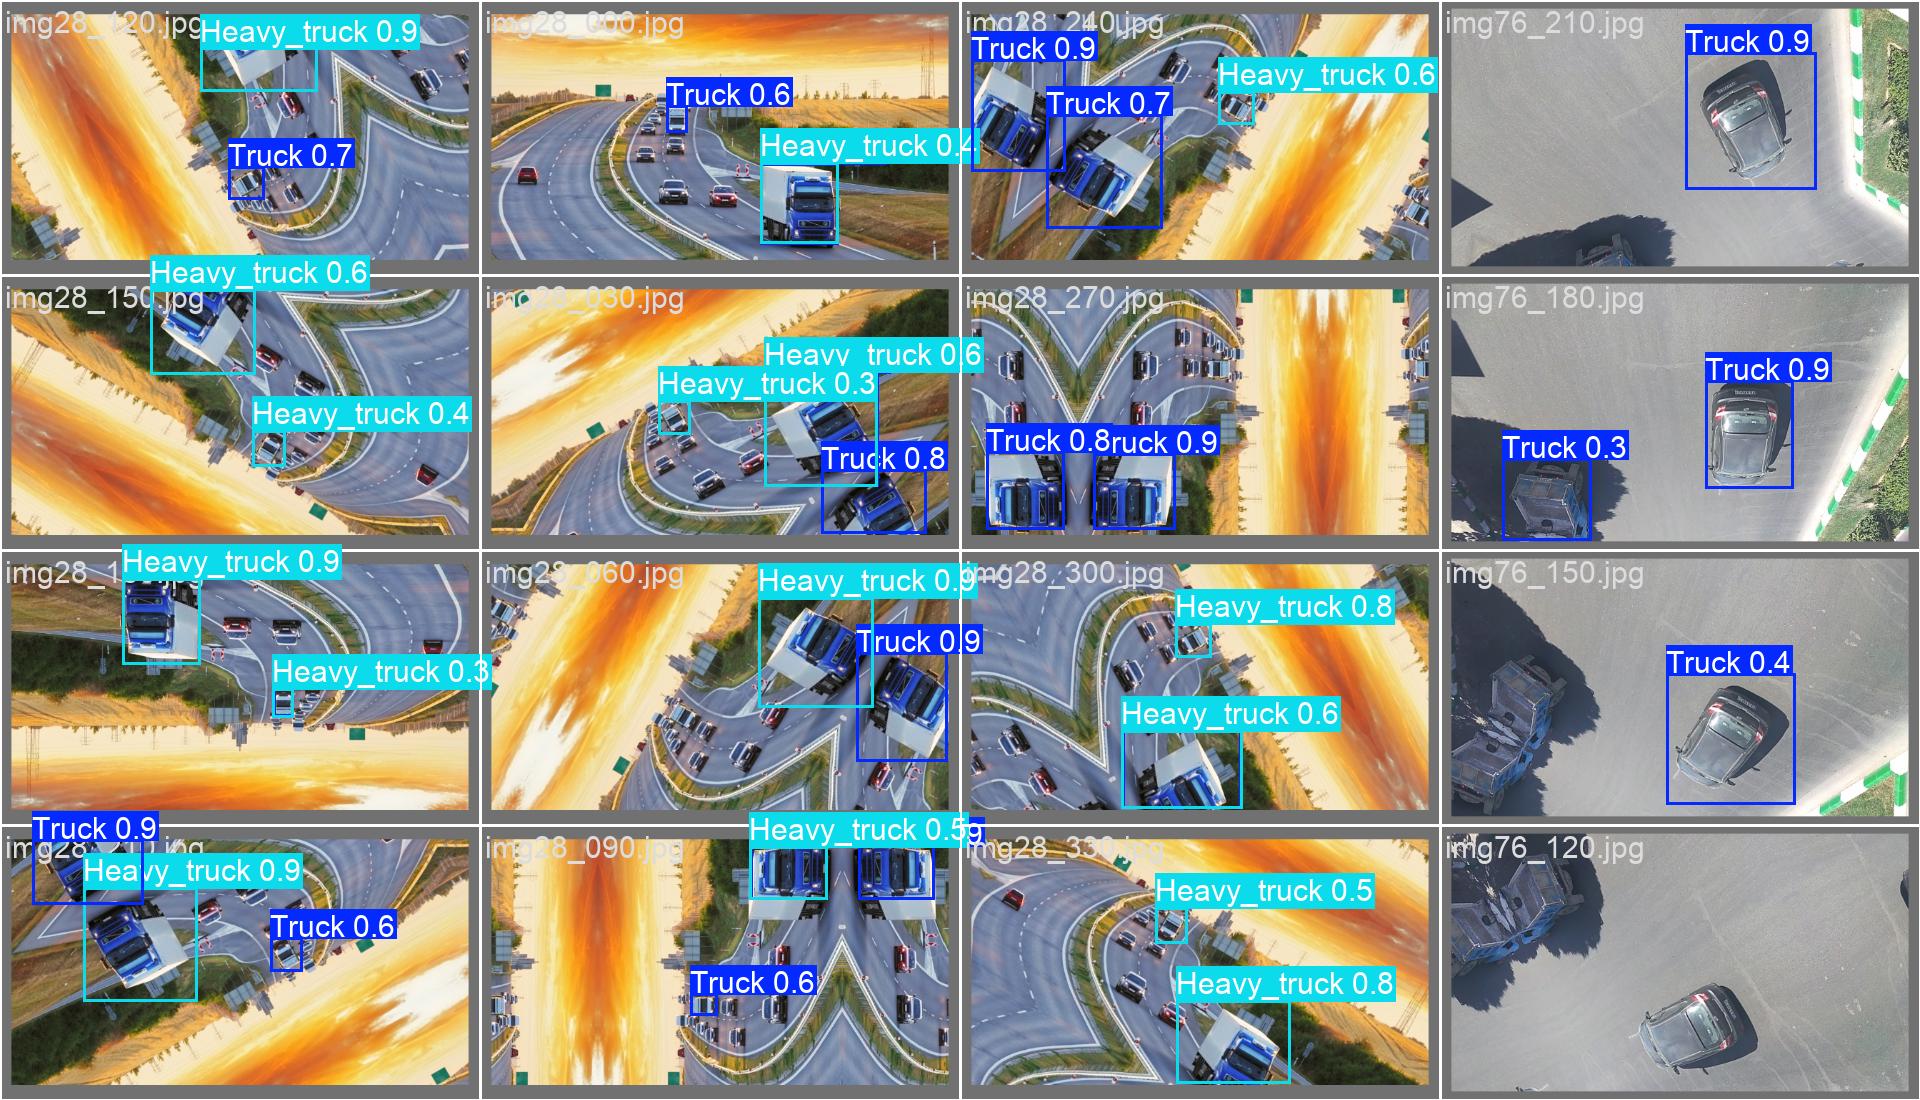 img28_120.jpg
Heavy_truck 0.9
Truck 0.7
img28_000.jpg
Truck 0.6
Heavy_truck 0.4
img28_240.jpg
Truck 0.9
Truck 0.7
Heavy_truck 0.6
img76_210.jpg
Truck 0.9
img28_150.jpg
Heavy_truck 0.6
Heavy_truck 0.4
img28_030.jpg
Heavy_truck 0.6
Heavy_truck 0.3
Truck 0.8
img28_270.jpg
Truck 0.8
ruck 0.9
img76_180.jpg
Truck 0.9
Truck 0.3
img28_1
Heavy_truck 0.9
Heavy_truck 0.3
img28_060.jpg
Heavy_truck 0.9
Truck 0.9
img28_300.jpg
Heavy_truck 0.8
Heavy_truck 0.6
img76_150.jpg
Truck 0.4
Truck 0.9
Heavy_truck 0.9
Truck 0.6
img28_090.jpg
Heavy_truck 0.5
9
Truck 0.6
img28_330.jpg
Heavy_truck 0.5
Heavy_truck 0.8
img76_120.jpg